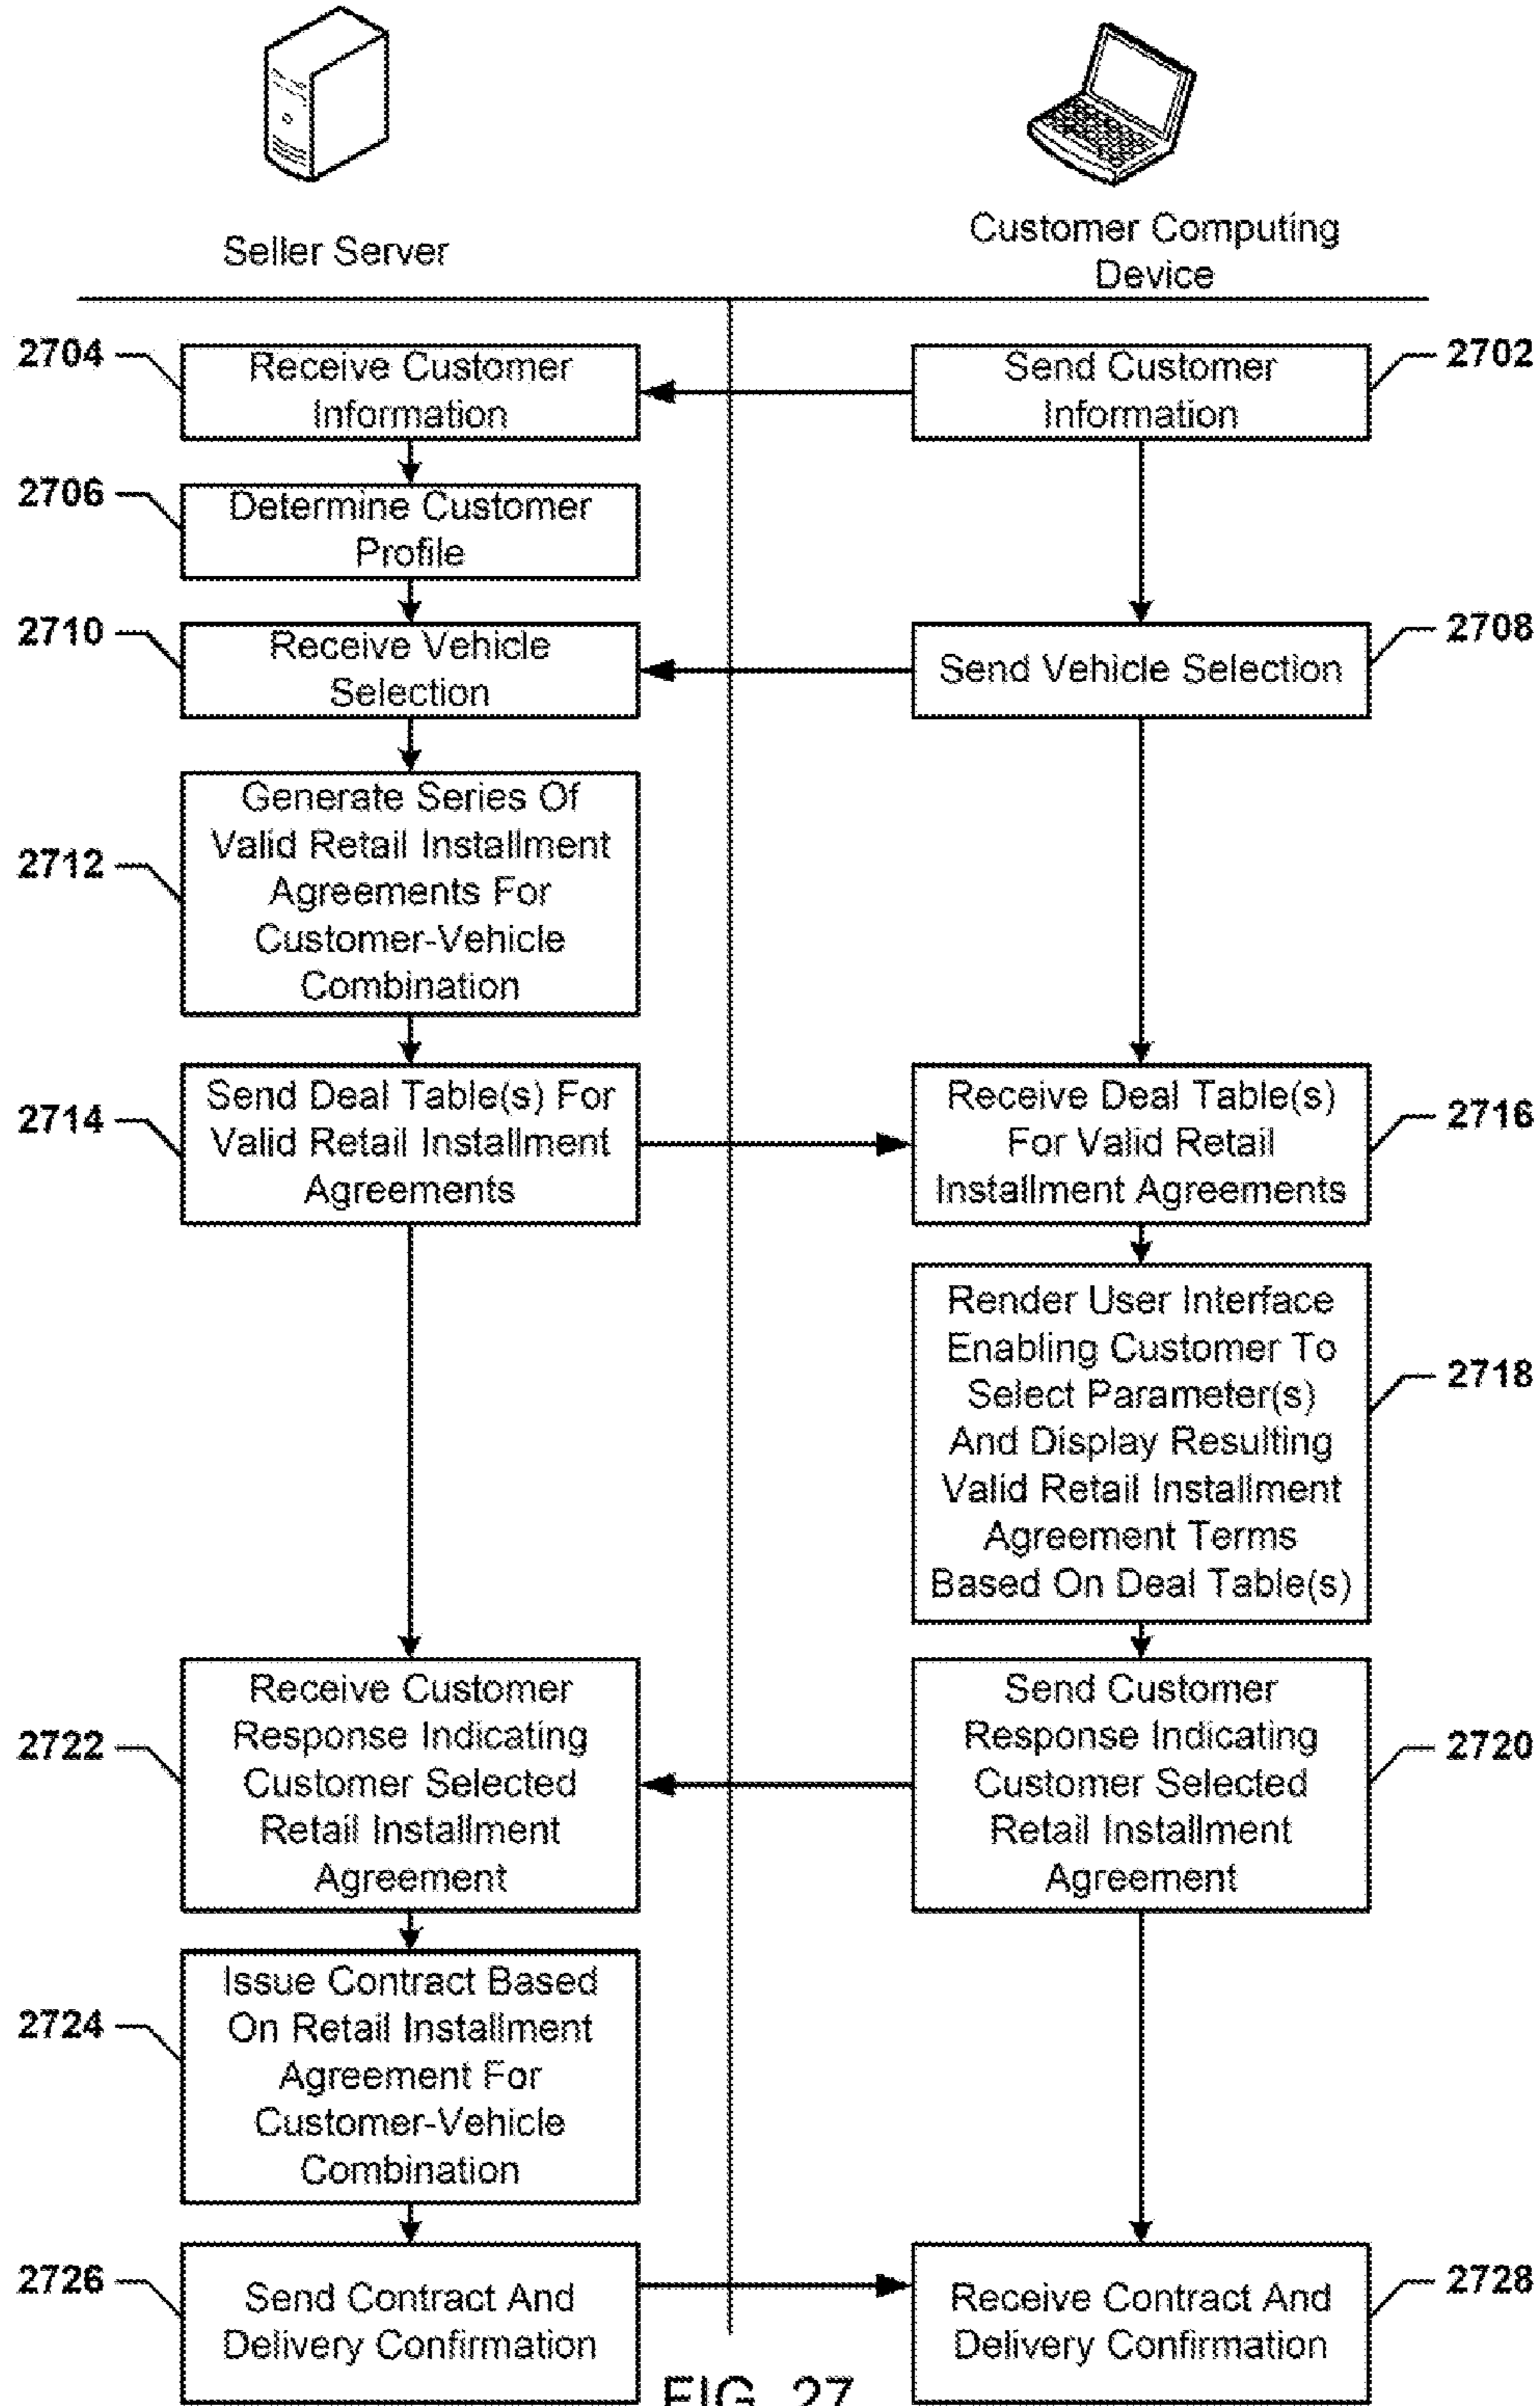 Seller Server
Customer Computing
Device
2704
Receive Customer
Information
Send Customer
Information
2702
2706
Determine Customer
Profile
2710
Receive Vehicle
Selection
Send Vehicle Selection
2708
2712
Generate Series Of
Valid Retail Installment
Agreements For
Customer-Vehicle
Combination
2714
Send Deal Table(s) For
Valid Retail Installment
Agreements
Receive Deal Table(s)
For Valid Retail
Installment Agreements
2716
Render User Interface
Enabling Customer To
Select Parameter(s)
And Display Resulting
Valid Retail Installment
Agreement Terms
Based On Deal Table(s)
2718
2722
Receive Customer
Response Indicating
Customer Selected
Retail Installment
Agreement
Send Customer
Response Indicating
Customer Selected
Retail Installment
Agreement
2720
2724
Issue Contract Based
On Retail Installment
Agreement For
Customer-Vehicle
Combination
2726
Send Contract And
Delivery Confirmation
Receive Contract And
Delivery Confirmation
2728
FIG. 27